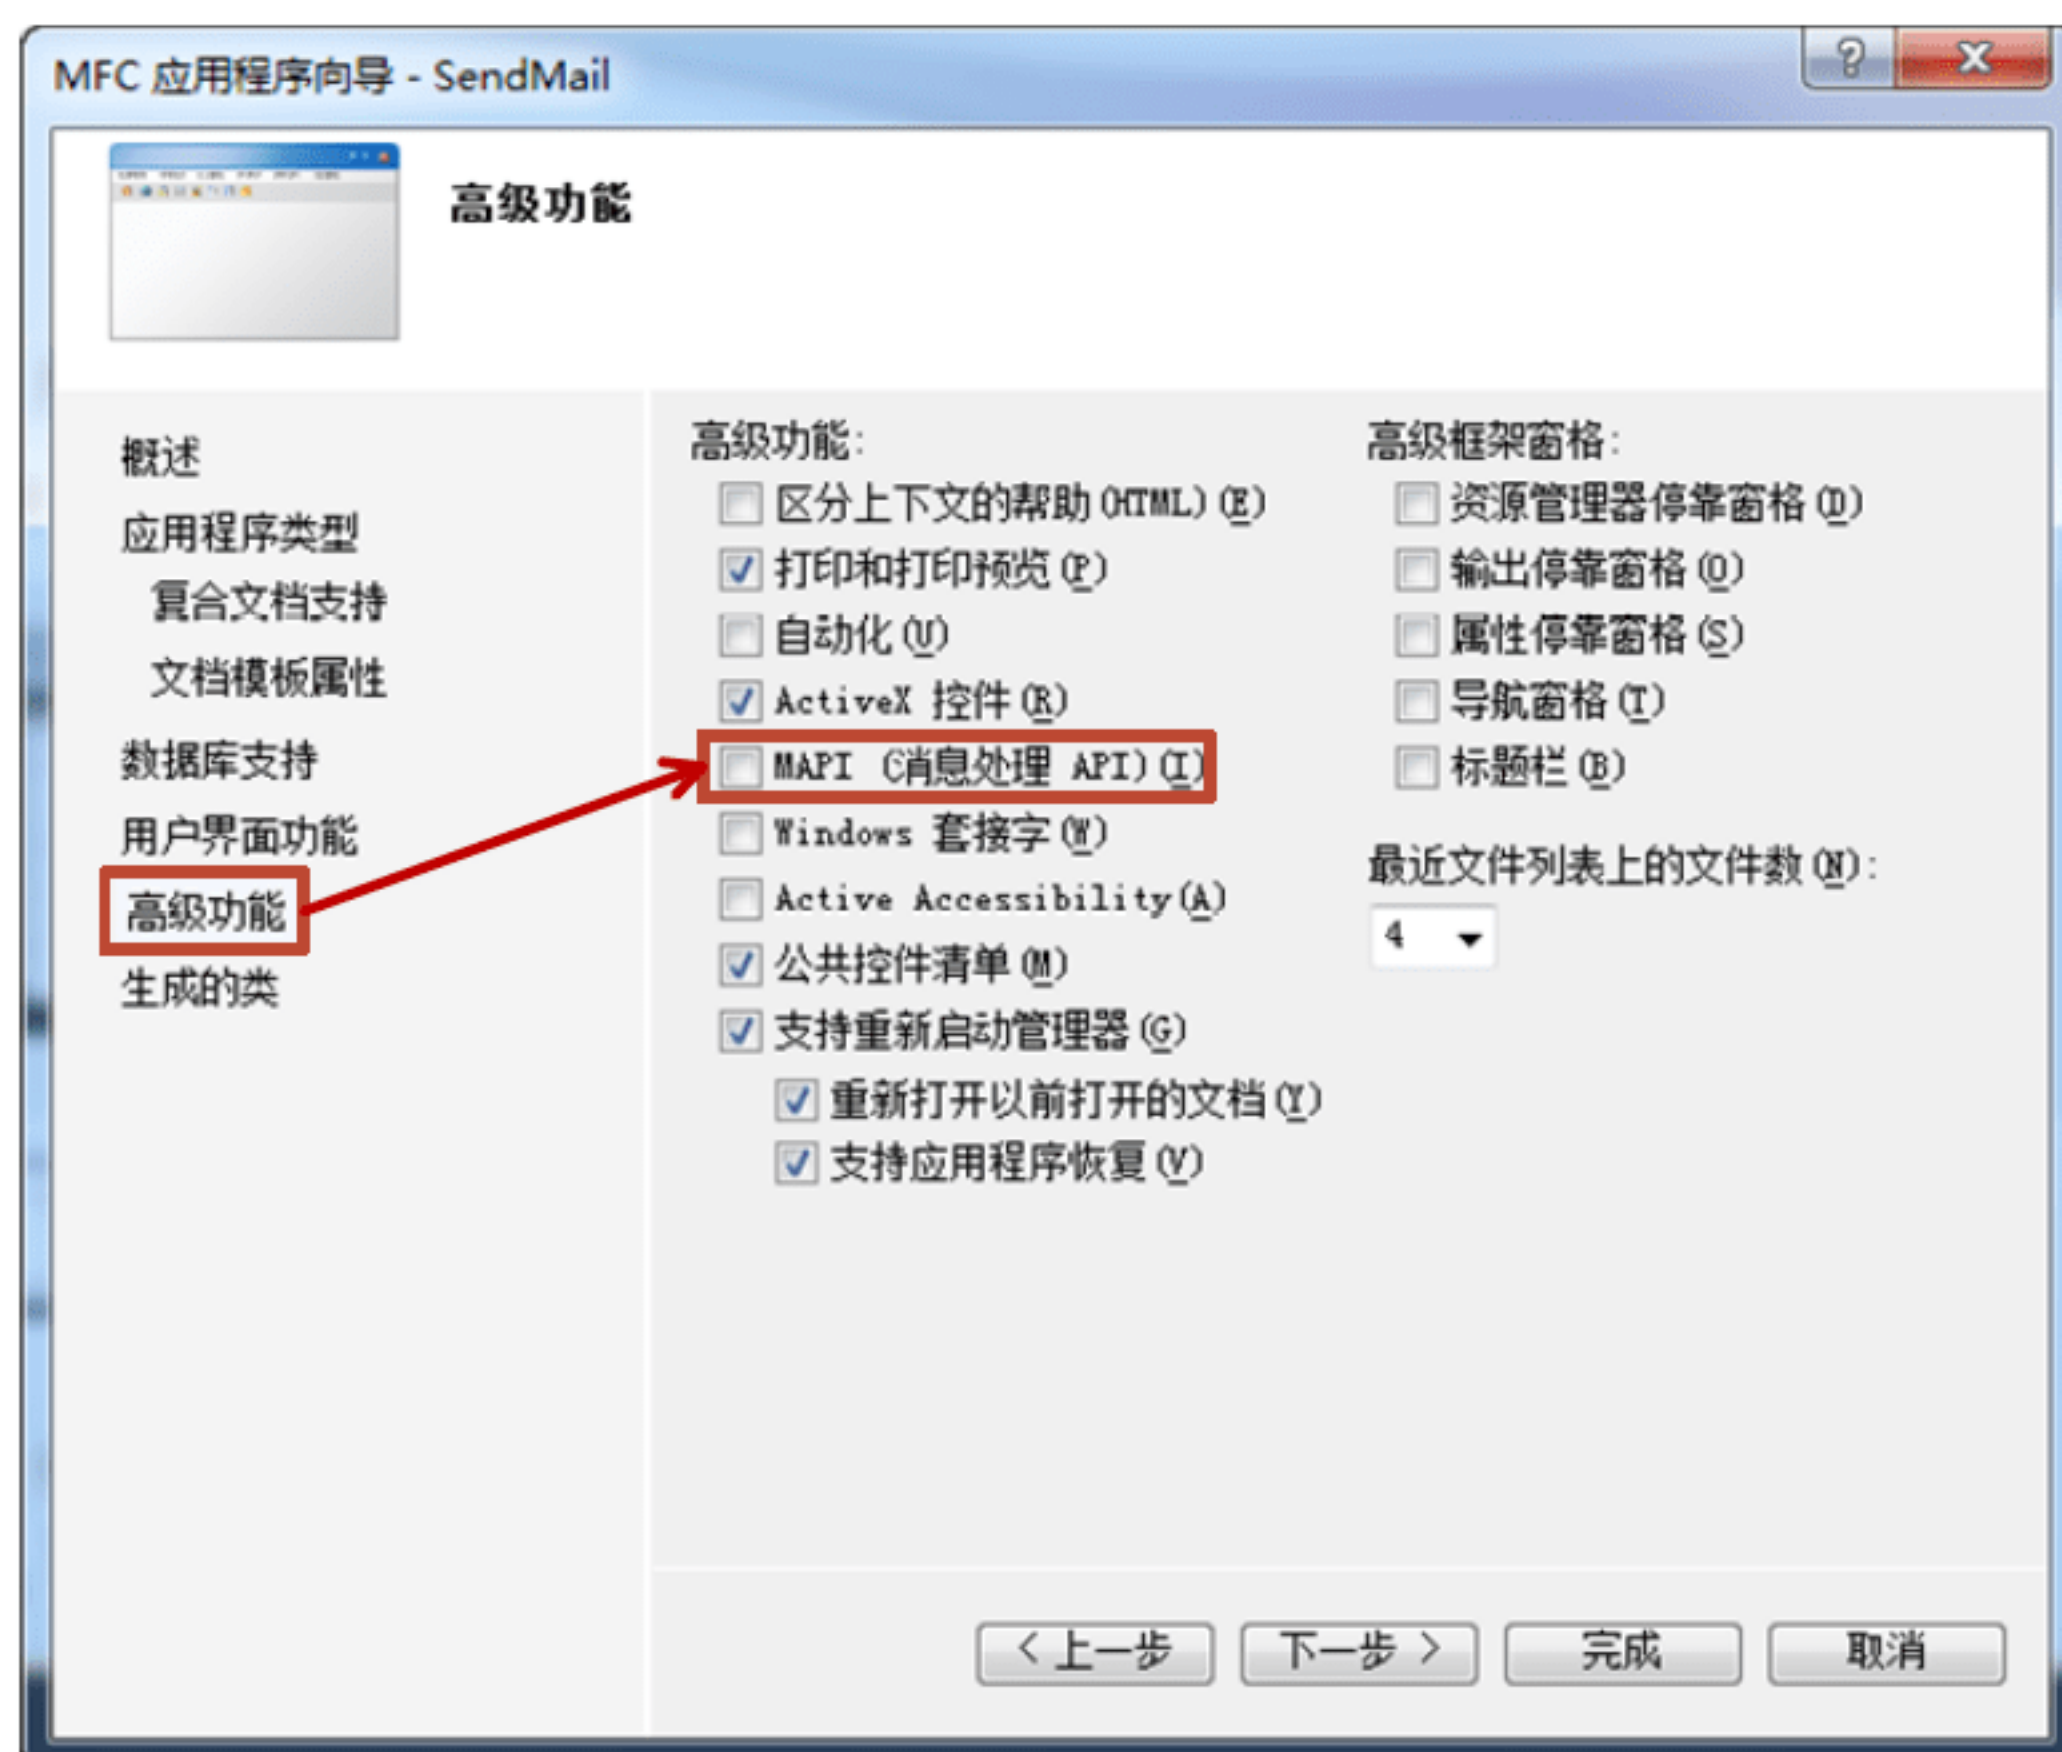 MFC 应用程序向导 - SendMail
高级功能
概述
应用程序类型
复合文档支持
文档模板属性
数据库支持
用户界面功能
高级功能
生成的类
高级功能:
区分上下文的帮助(HTML)(E)
打印和打印预览(P)
自动化(U)
ActiveX 控件(R)
MAPI (消息处理 API)(I)
Windows 套接字(W)
Active Accessibility(A)
公共控件清单(M)
支持重新启动管理器(G)
重新打开以前打开的文档(Y)
支持应用程序恢复(V)
高级框架窗格:
资源管理器停靠窗格(D)
输出停靠窗格(O)
属性停靠窗格(S)
导航窗格(T)
标题栏(B)
最近文件列表上的文件数(N):
4
< 上一步
下一步 >
完成
取消